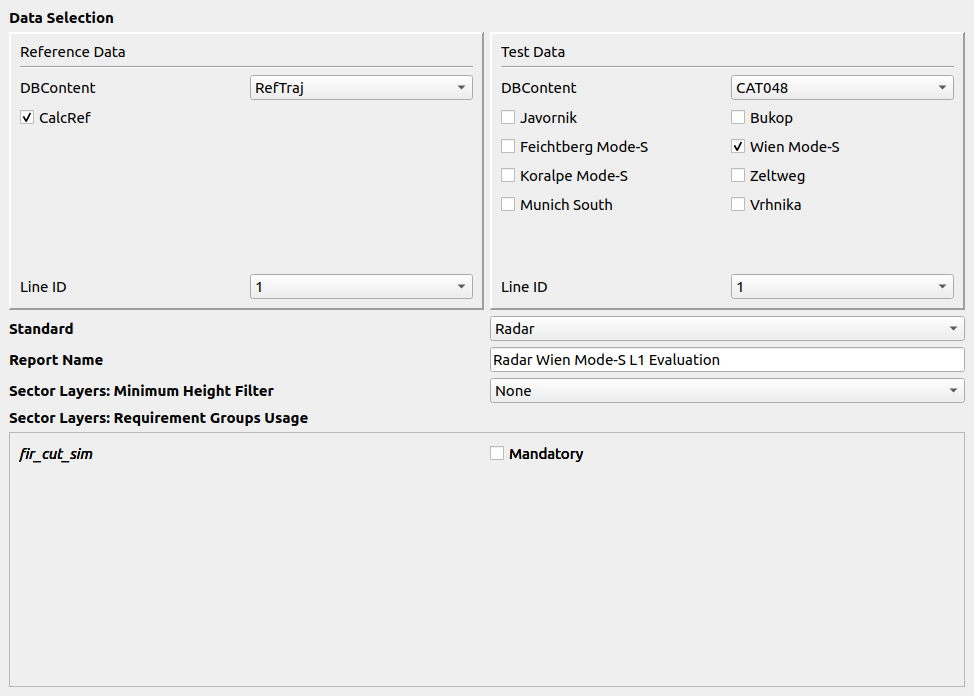 Data Selection
Reference Data
DBContent RefTraj
CalcRef
Line ID 1
Test Data
DBContent CAT048
Javornik Bukop
Feichtberg Mode-S Wien Mode-S
Koralpe Mode-S Zeltweg
Munich South Vrhnika
Line ID 1
Standard Radar
Report Name Radar Wien Mode-S L1 Evaluation
Sector Layers: Minimum Height Filter None
Sector Layers: Requirement Groups Usage
fir_cut_sim Mandatory